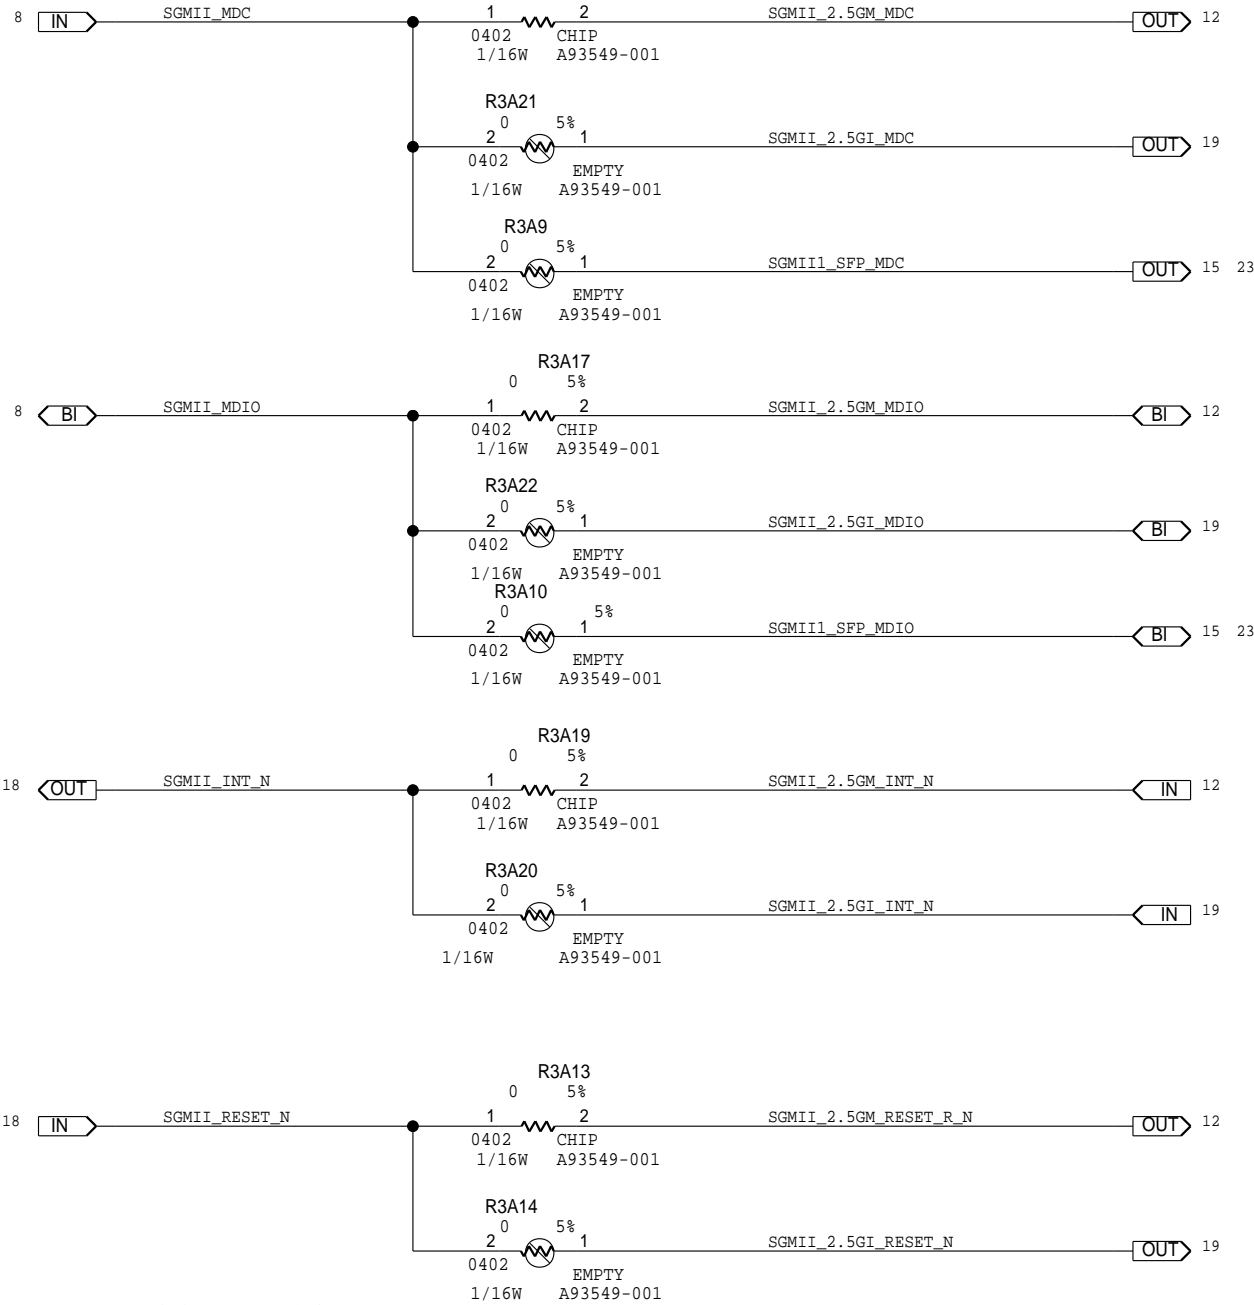 8 IN SGMII_MDC 1 2 SGMII_2.5GM_MDC OUT 12
0402 CHIP
1/16W A93549-001
R3A21
0 5%
2 1 SGMII_2.5GI_MDC OUT 19
0402
EMPTY
1/16W A93549-001
R3A9
0 5%
2 1 SGMII1_SFP_MDC OUT 15 23
0402
EMPTY
1/16W A93549-001
R3A17
0 5%
8 BI SGMII_MDIO 1 2 SGMII_2.5GM_MDIO BI 12
0402 CHIP
1/16W A93549-001
R3A22
0 5%
2 1 SGMII_2.5GI_MDIO BI 19
0402
EMPTY
1/16W A93549-001
R3A10
0 5%
2 1 SGMII1_SFP_MDIO BI 15 23
0402
EMPTY
1/16W A93549-001
R3A19
0 5%
18 OUT SGMII_INT_N 1 2 SGMII_2.5GM_INT_N IN 12
0402 CHIP
1/16W A93549-001
R3A20
0 5%
2 1 SGMII_2.5GI_INT_N IN 19
0402
EMPTY
1/16W A93549-001
R3A13
0 5%
18 IN SGMII_RESET_N 1 2 SGMII_2.5GM_RESET_R_N OUT 12
0402 CHIP
1/16W A93549-001
R3A14
0 5%
2 1 SGMII_2.5GI_RESET_N OUT 19
0402
EMPTY
1/16W A93549-001